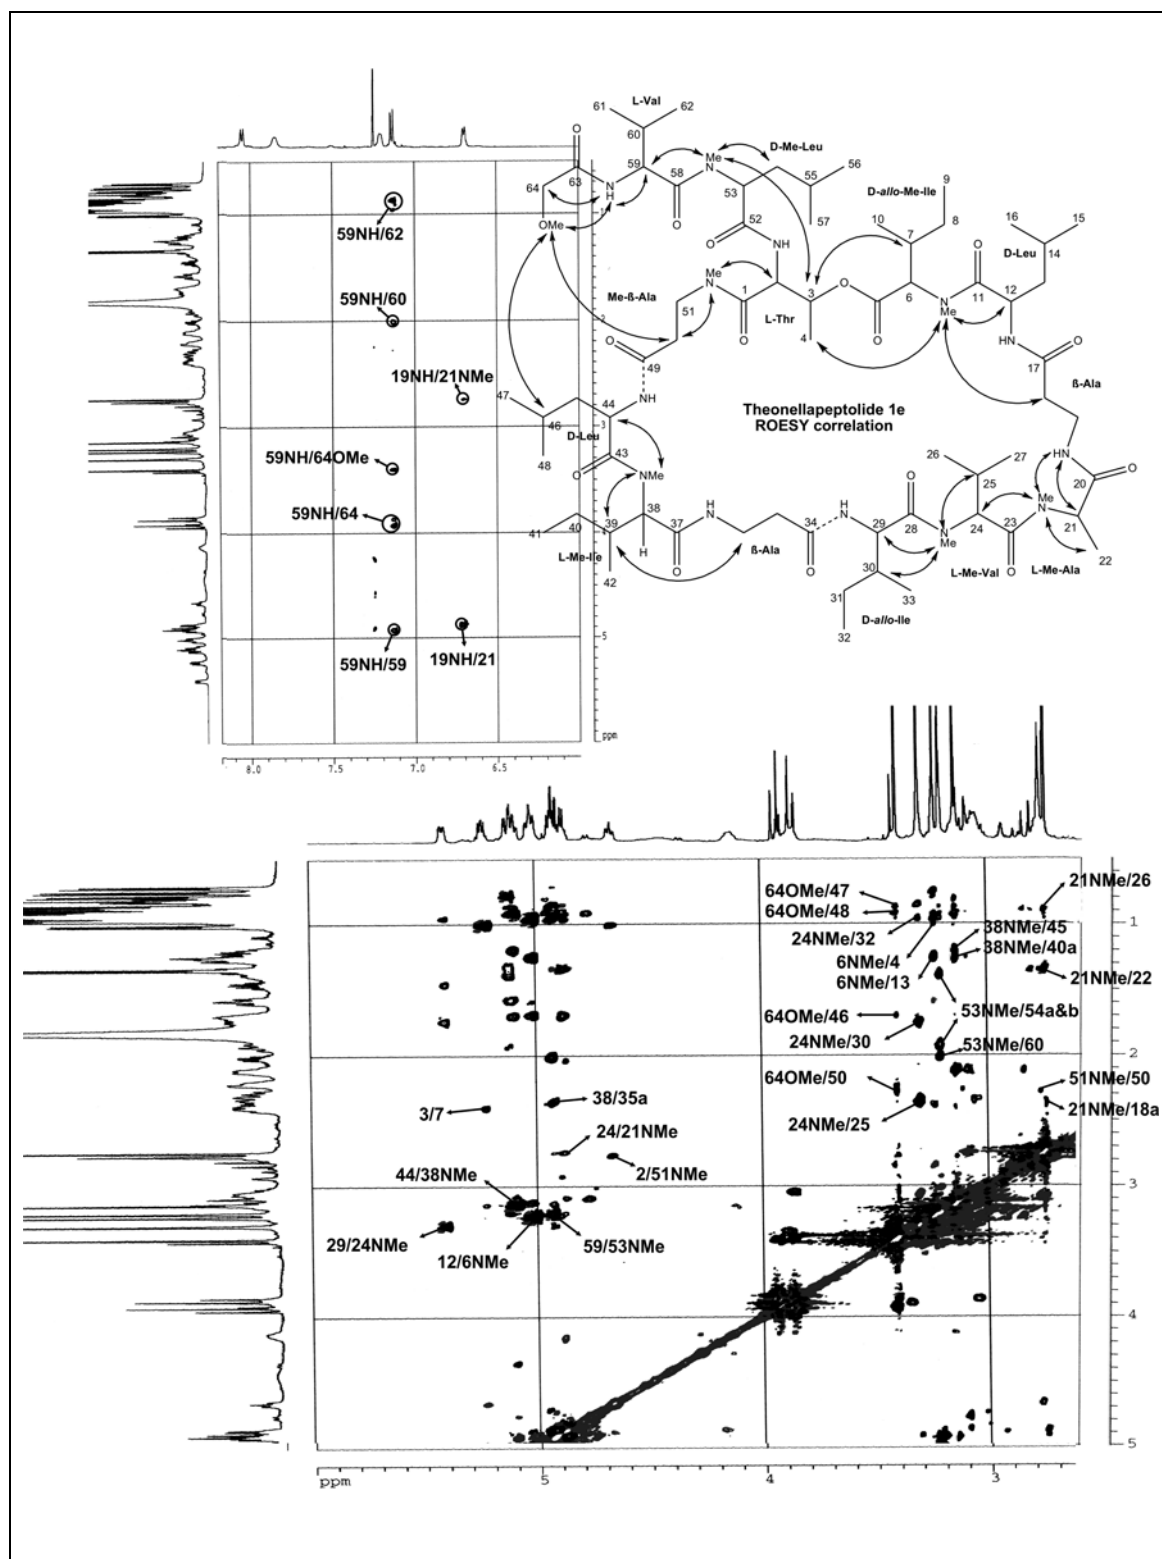 L-Val
61
62
O
60
Me
D-Me-Leu
59
N
56
63
N
H
58
55
64
O
53
D-allo-Me-Ile
9
57
OMe
52
10
8
16
15
O
NH
7
D-Leu
14
Me
N
1
3
O
6
N
11
12
O
Me-ß-Ala
51
O
L-Thr
4
O
Me
HN
O
49
17
O
ß-Ala
47
NH
44
46
Theonellapeptolide 1e
ROESY correlation
D-Leu
43
48
O
N
Me
26
27
HN
O
25
Me
20
41
40
39
38
H
N
37
34
H
N
29
28
N
24
23
N
21
L-Me-Ile
H
O
ß-Ala
O
30
Me
O
22
42
L-Me-Val
L-Me-Ala
31
33
D-allo-Ile
32
59NH/62
1
59NH/60
2
19NH/21NMe
3
59NH/64OMe
59NH/64
5
59NH/59
19NH/21
ppm
8.0
7.0
6.5
64OMe/47
21NMe/26
64OMe/48
1
24NMe/32
38NMe/45
6NMe/4
38NMe/40a
6NMe/13
21NMe/22
64OMe/46
53NMe/54a&b
24NMe/30
53NMe/60
2
64OMe/50
51NMe/50
3/7
38/35a
21NMe/18a
24NMe/25
24/21NMe
44/38NMe
2/51NMe
3
29/24NMe
59/53NMe
12/6NMe
4
5
ppm
5
4
3